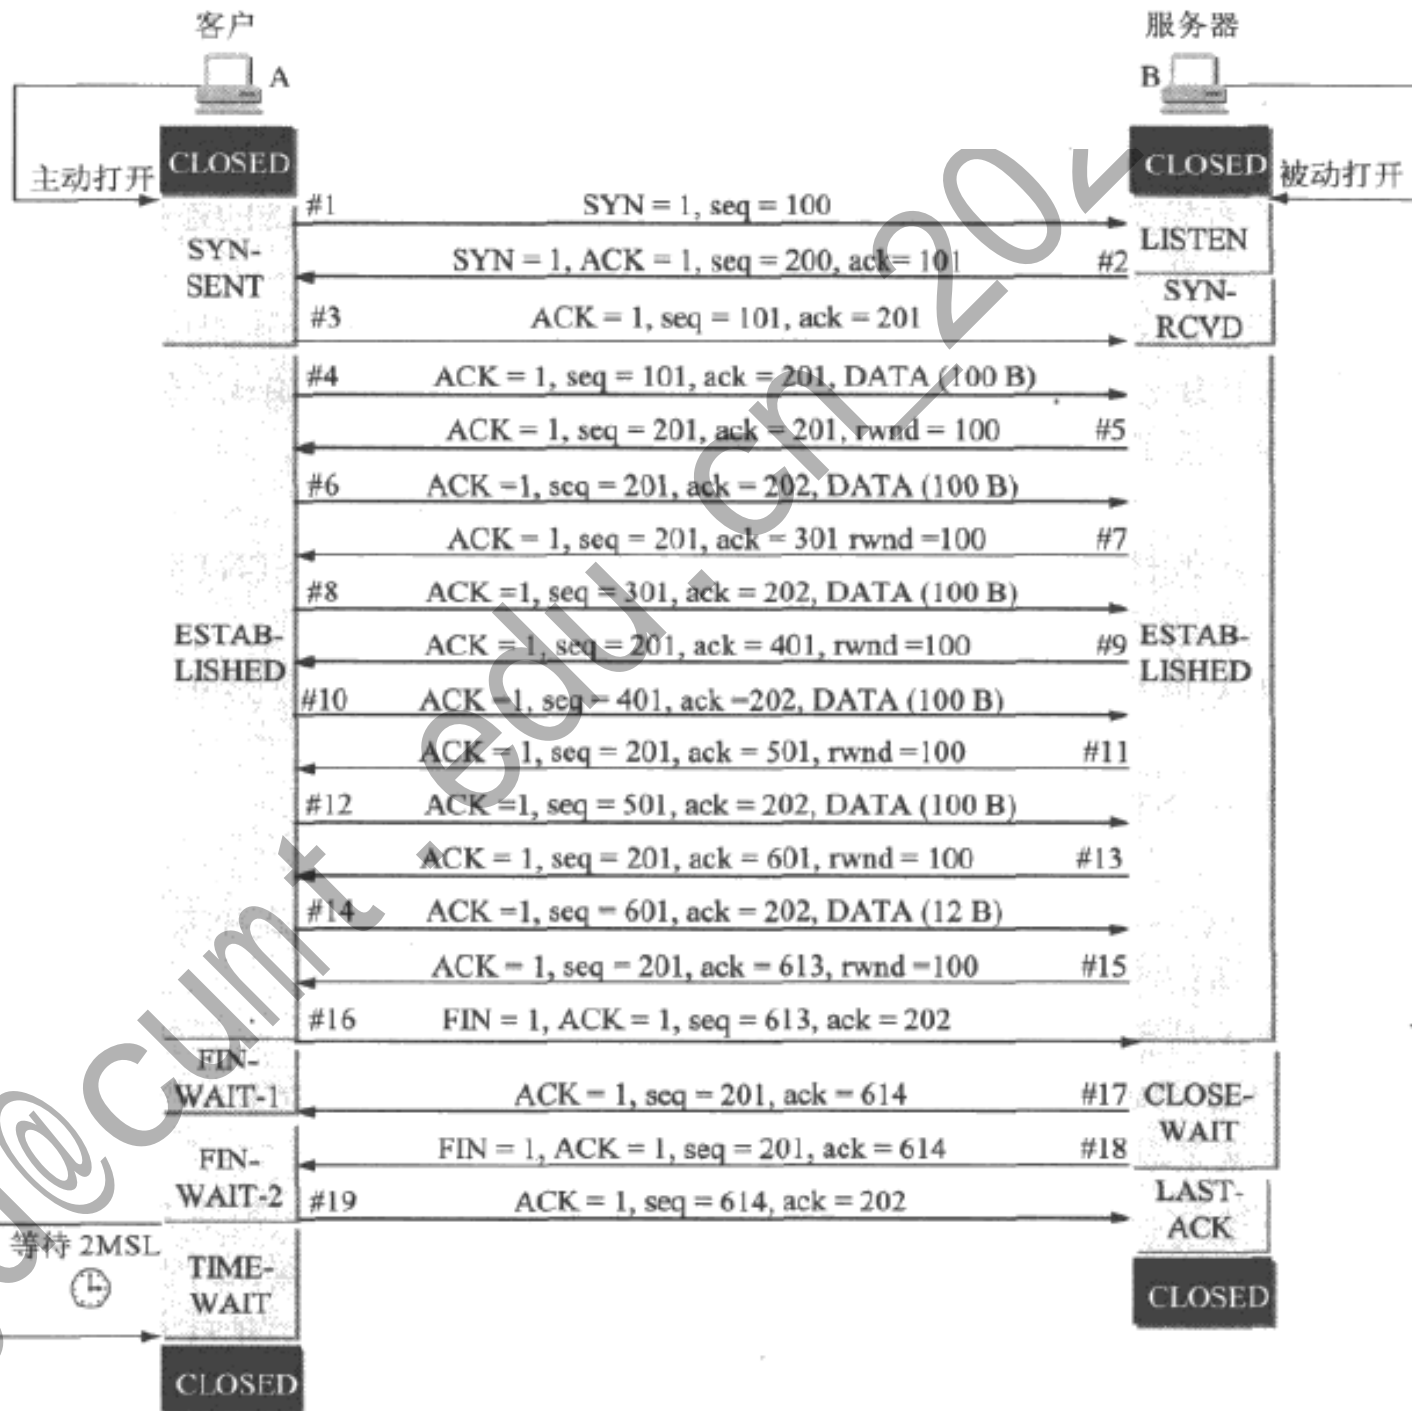 客户
服务器
A
B
CLOSED
CLOSED
主动打开
被动打开
#1 SYN = 1, seq = 100
LISTEN
SYN-
SENT
SYN = 1, ACK = 1, seq = 200, ack= 101 #2
SYN-
RCVD
#3 ACK = 1, seq = 101, ack = 201
#4 ACK = 1, seq = 101, ack = 201, DATA (100 B)
ACK = 1, seq = 201, ack = 201, rwnd = 100 #5
#6 ACK =1, seq = 201, ack = 202, DATA (100 B)
ACK = 1, seq = 201, ack = 301 rwnd =100 #7
#8 ACK =1, seq = 301, ack = 202, DATA (100 B)
ESTAB-
LISHED
ACK = 1, seq = 201, ack = 401, rwnd =100 #9
ESTAB-
LISHED
#10 ACK =1, seq = 401, ack =202, DATA (100 B)
ACK = 1, seq = 201, ack = 501, rwnd =100 #11
#12 ACK =1, seq = 501, ack = 202, DATA (100 B)
ACK = 1, seq = 201, ack = 601, rwnd = 100 #13
#14 ACK =1, seq = 601, ack = 202, DATA (12 B)
ACK = 1, seq = 201, ack = 613, rwnd =100 #15
#16 FIN = 1, ACK = 1, seq = 613, ack = 202
FIN-
WAIT-1
ACK = 1, seq = 201, ack = 614 #17
CLOSE-
WAIT
FIN = 1, ACK = 1, seq = 201, ack = 614 #18
FIN-
WAIT-2
#19 ACK = 1, seq = 614, ack = 202
LAST-
ACK
等待 2MSL
TIME-
WAIT
CLOSED
CLOSED
@cumt.edu.cn_202